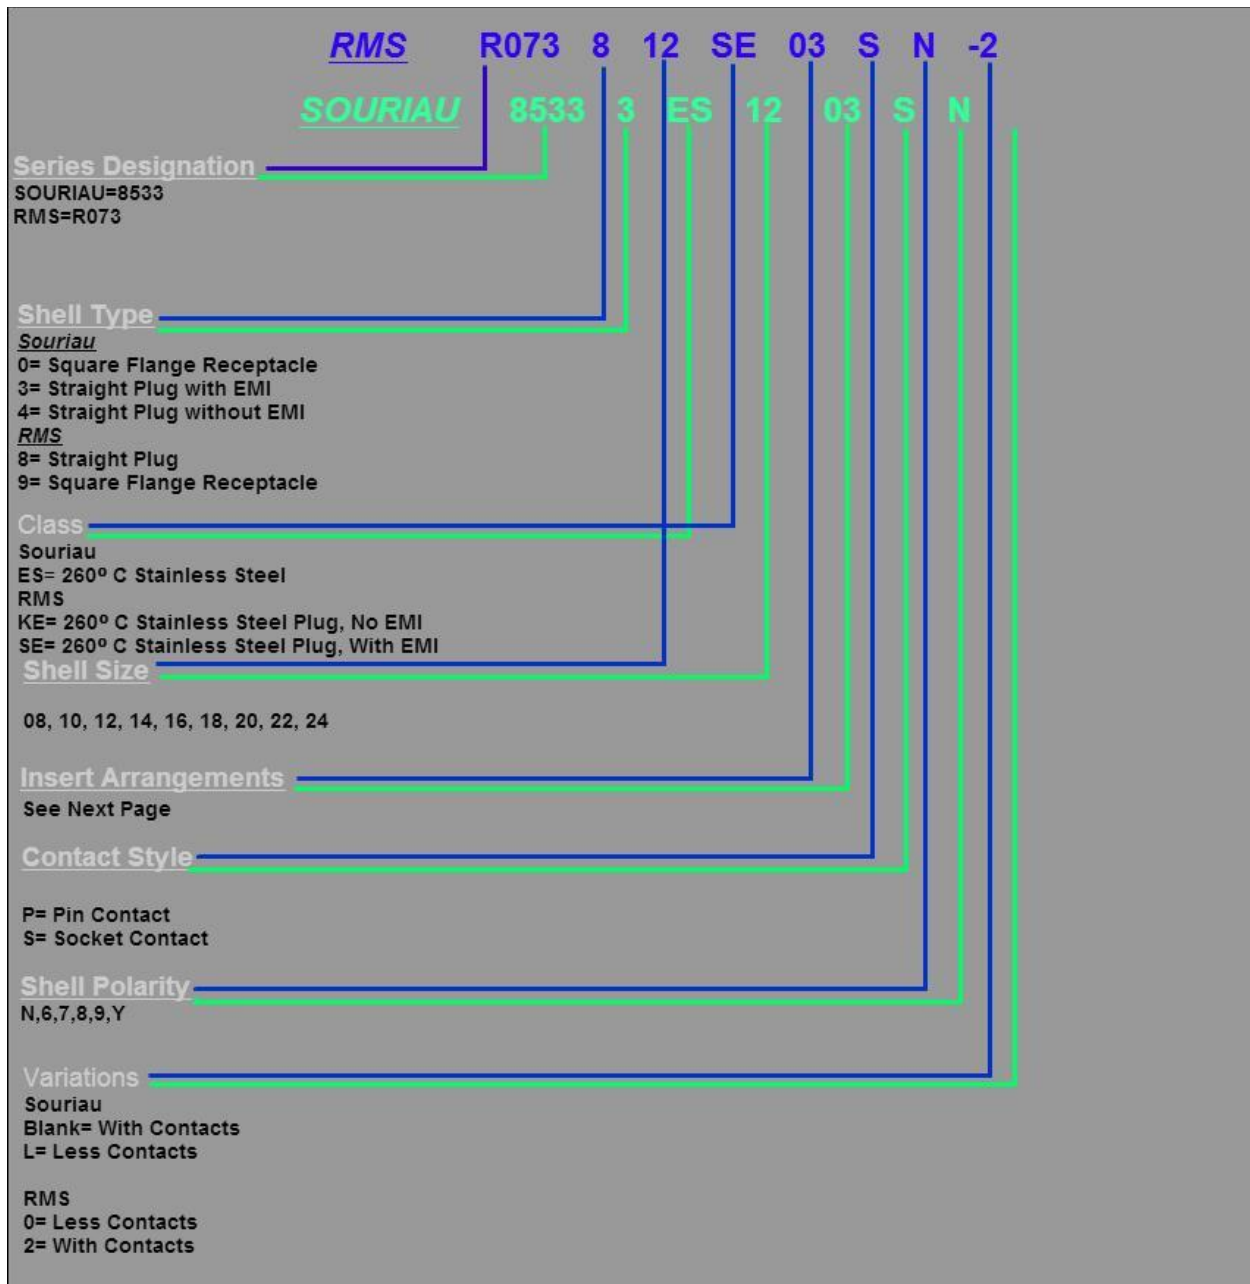 RMS R073 8 12 SE 03 S N -2
SOURIAU 8533 3 ES 12 03 S N
Series Designation
SOURIAU=8533
RMS=R073
Shell Type
Souriau
0= Square Flange Receptacle
3= Straight Plug with EMI
4= Straight Plug without EMI
RMS
8= Straight Plug
9= Square Flange Receptacle
Class
Souriau
ES= 260º C Stainless Steel
RMS
KE= 260º C Stainless Steel Plug, No EMI
SE= 260º C Stainless Steel Plug, With EMI
Shell Size
08, 10, 12, 14, 16, 18, 20, 22, 24
Insert Arrangements
See Next Page
Contact Style
P= Pin Contact
S= Socket Contact
Shell Polarity
N,6,7,8,9,Y
Variations
Souriau
Blank= With Contacts
L= Less Contacts
RMS
0= Less Contacts
2= With Contacts